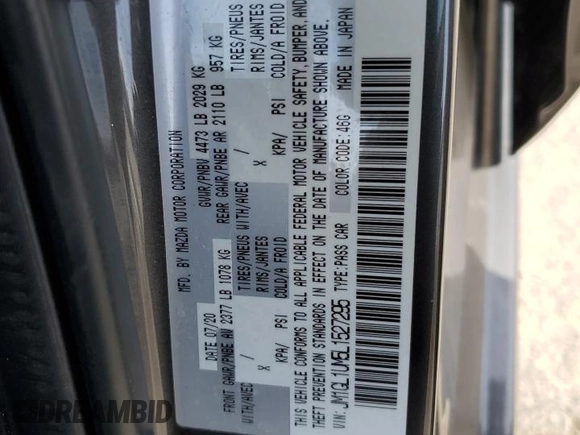 MFD. BY MAZDA MOTOR CORPORATION
DATE 07/20 GVWR/PNBV 4473 LB 2029 KG
FRONT GAWR/PNBE AV 2377 LB 1078 KG REAR GAWR/PNBE AR 2110 LB 957 KG
WITH/AVEC TIRES/PNEUS WITH/AVEC TIRES/PNEUS
X RIMS/JANTES X RIMS/JANTES
KPA/ PSI COLD/A FROID KPA/ PSI COLD/A FROID
THIS VEHICLE CONFORMS TO ALL APPLICABLE FEDERAL MOTOR VEHICLE SAFETY, BUMPER, AND
THEFT PREVENTION STANDARDS IN EFFECT ON THE DATE OF MANUFACTURE SHOWN ABOVE.
VIN: JM1GL1UM5L1527295 TYPE: PASS CAR COLOR CODE: 46G MADE IN JAPAN
IDREAMBID.COM